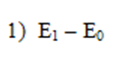 1) E₁ – E₀